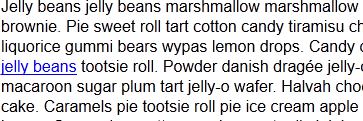 Jelly beans jelly beans marshmallow marshmallow
brownie. Pie sweet roll tart cotton candy tiramisu ch
liquorice gummi bears wypas lemon drops. Candy
jelly beans tootsie roll. Powder danish dragée jelly-
macaroon sugar plum tart jelly-o wafer. Halvah cho
cake. Caramels pie tootsie roll pie ice cream apple